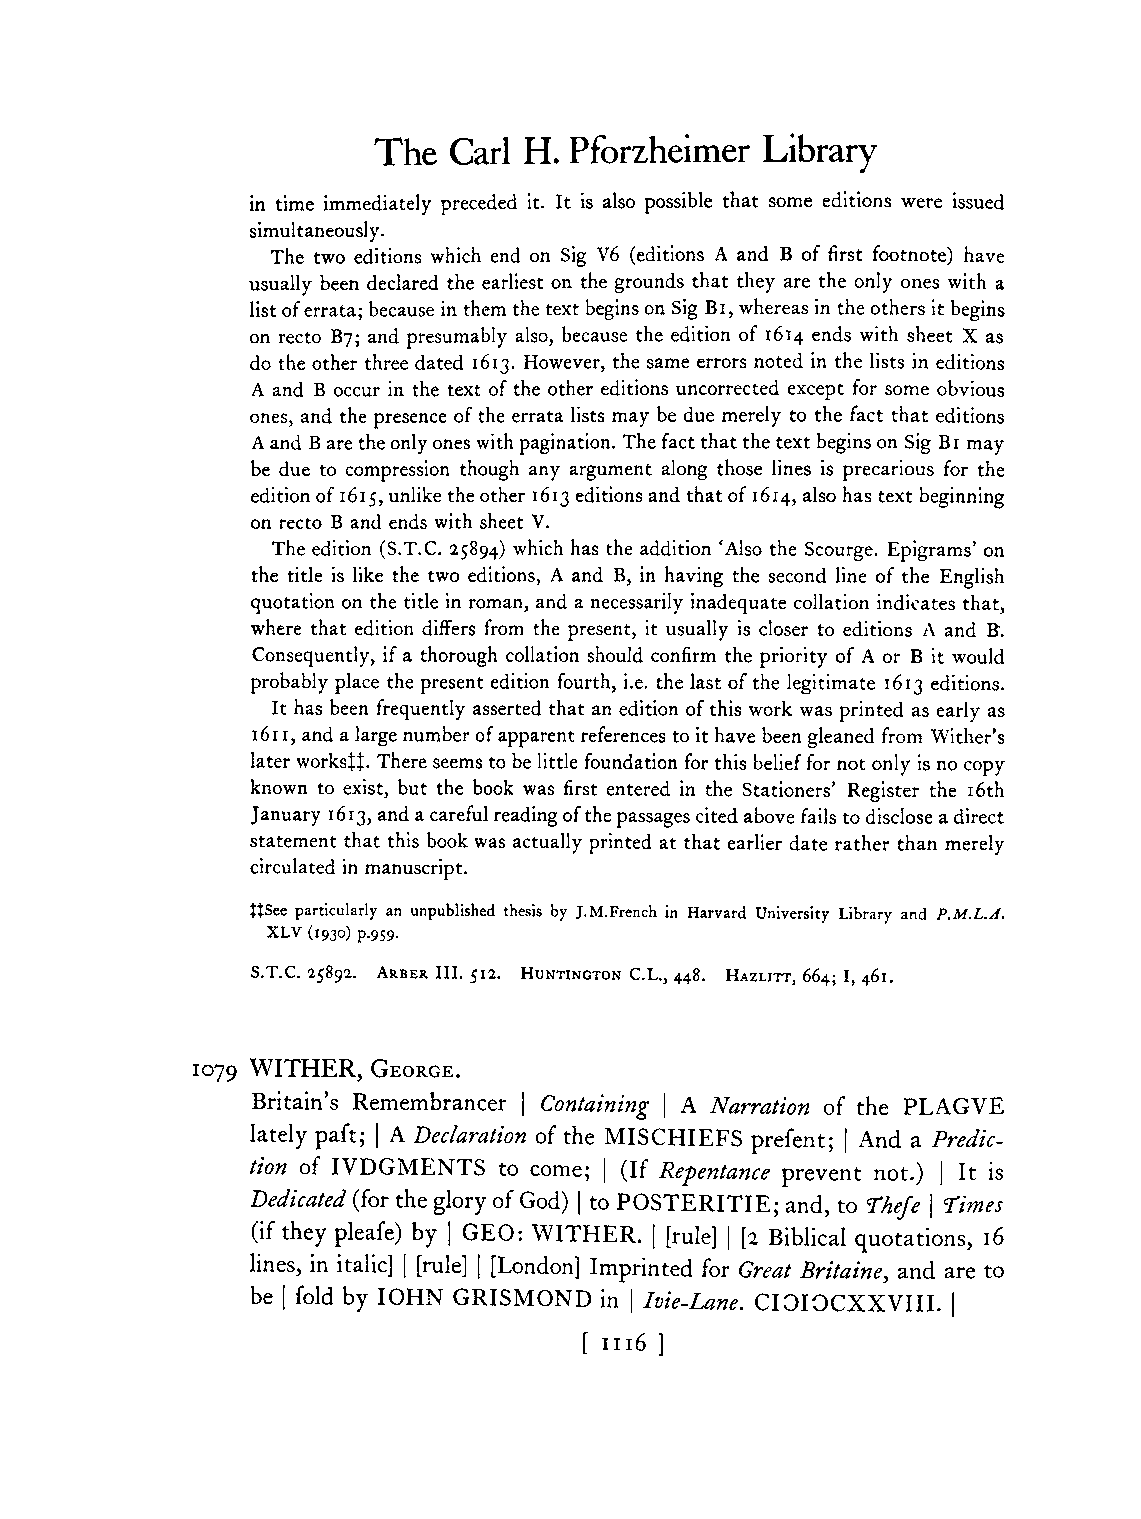 The Carl H. Pforzheimer Library
in time immediately preceded it. It is also possible that some editions were issued
simultaneously.
The two editions which end on Sig V6 (editions A and B of first footnote) have
usually been declared the earliest on the grounds that they are the only ones with a
list of errata; because in them the text begins on Sig B1, whereas in the others it begins
on recto B7; and presumably also, because the edition of 1614 ends with sheet X as
do the other three dated 1613. However, the same errors noted in the lists in editions
A and B occur in the text of the other editions uncorrected except for some obvious
ones, and the presence of the errata lists may be due merely to the fact that editions
A and B are the only ones with pagination. The fact that the text begins on Sig B1 may
be due to compression though any argument along those lines is precarious for the
edition of 1615, unlike the other 1613 editions and that of 1614, also has text beginning
on recto B and ends with sheet V.
The edition (S.T.C. 25894) which has the addition ‘Also the Scourge. Epigrams’ on
the title is like the two editions, A and B, in having the second line of the English
quotation on the title in roman, and a necessarily inadequate collation indicates that,
where that edition differs from the present, it usually is closer to editions A and B.
Consequently, if a thorough collation should confirm the priority of A or B it would
probably place the present edition fourth, i.e. the last of the legitimate 1613 editions.
It has been frequently asserted that an edition of this work was printed as early as
1611, and a large number of apparent references to it have been gleaned from Wither's
later works‡‡. There seems to be little foundation for this belief for not only is no copy
known to exist, but the book was first entered in the Stationers' Register the 16th
January 1613, and a careful reading of the passages cited above fails to disclose a direct
statement that this book was actually printed at that earlier date rather than merely
circulated in manuscript.
‡‡See particularly an unpublished thesis by J.M.French in Harvard University Library and P.M.L.A.
XLV (1930) p.959.
S.T.C. 25892. ARBER III. 512. HUNTINGTON C.L., 448. HAZLITT, 664; I, 461.
1079 WITHER, GEORGE.
Britain's Remembrancer | Containing | A Narration of the PLAGVE
lately paſt; | A Declaration of the MISCHIEFS preſent; | And a Predic-
tion of IVDGMENTS to come; | (If Repentance prevent not.) | It is
Dedicated (for the glory of God) | to POSTERITIE; and, to Theſe | Times
(if they pleaſe) by | GEO: WITHER. | [rule] | [2 Biblical quotations, 16
lines, in italic] | [rule] | [London] Imprinted for Great Britaine, and are to
be | ſold by IOHN GRISMOND in | Ivie-Lane. CIƆIƆCXXVIII. |
[ 1116 ]